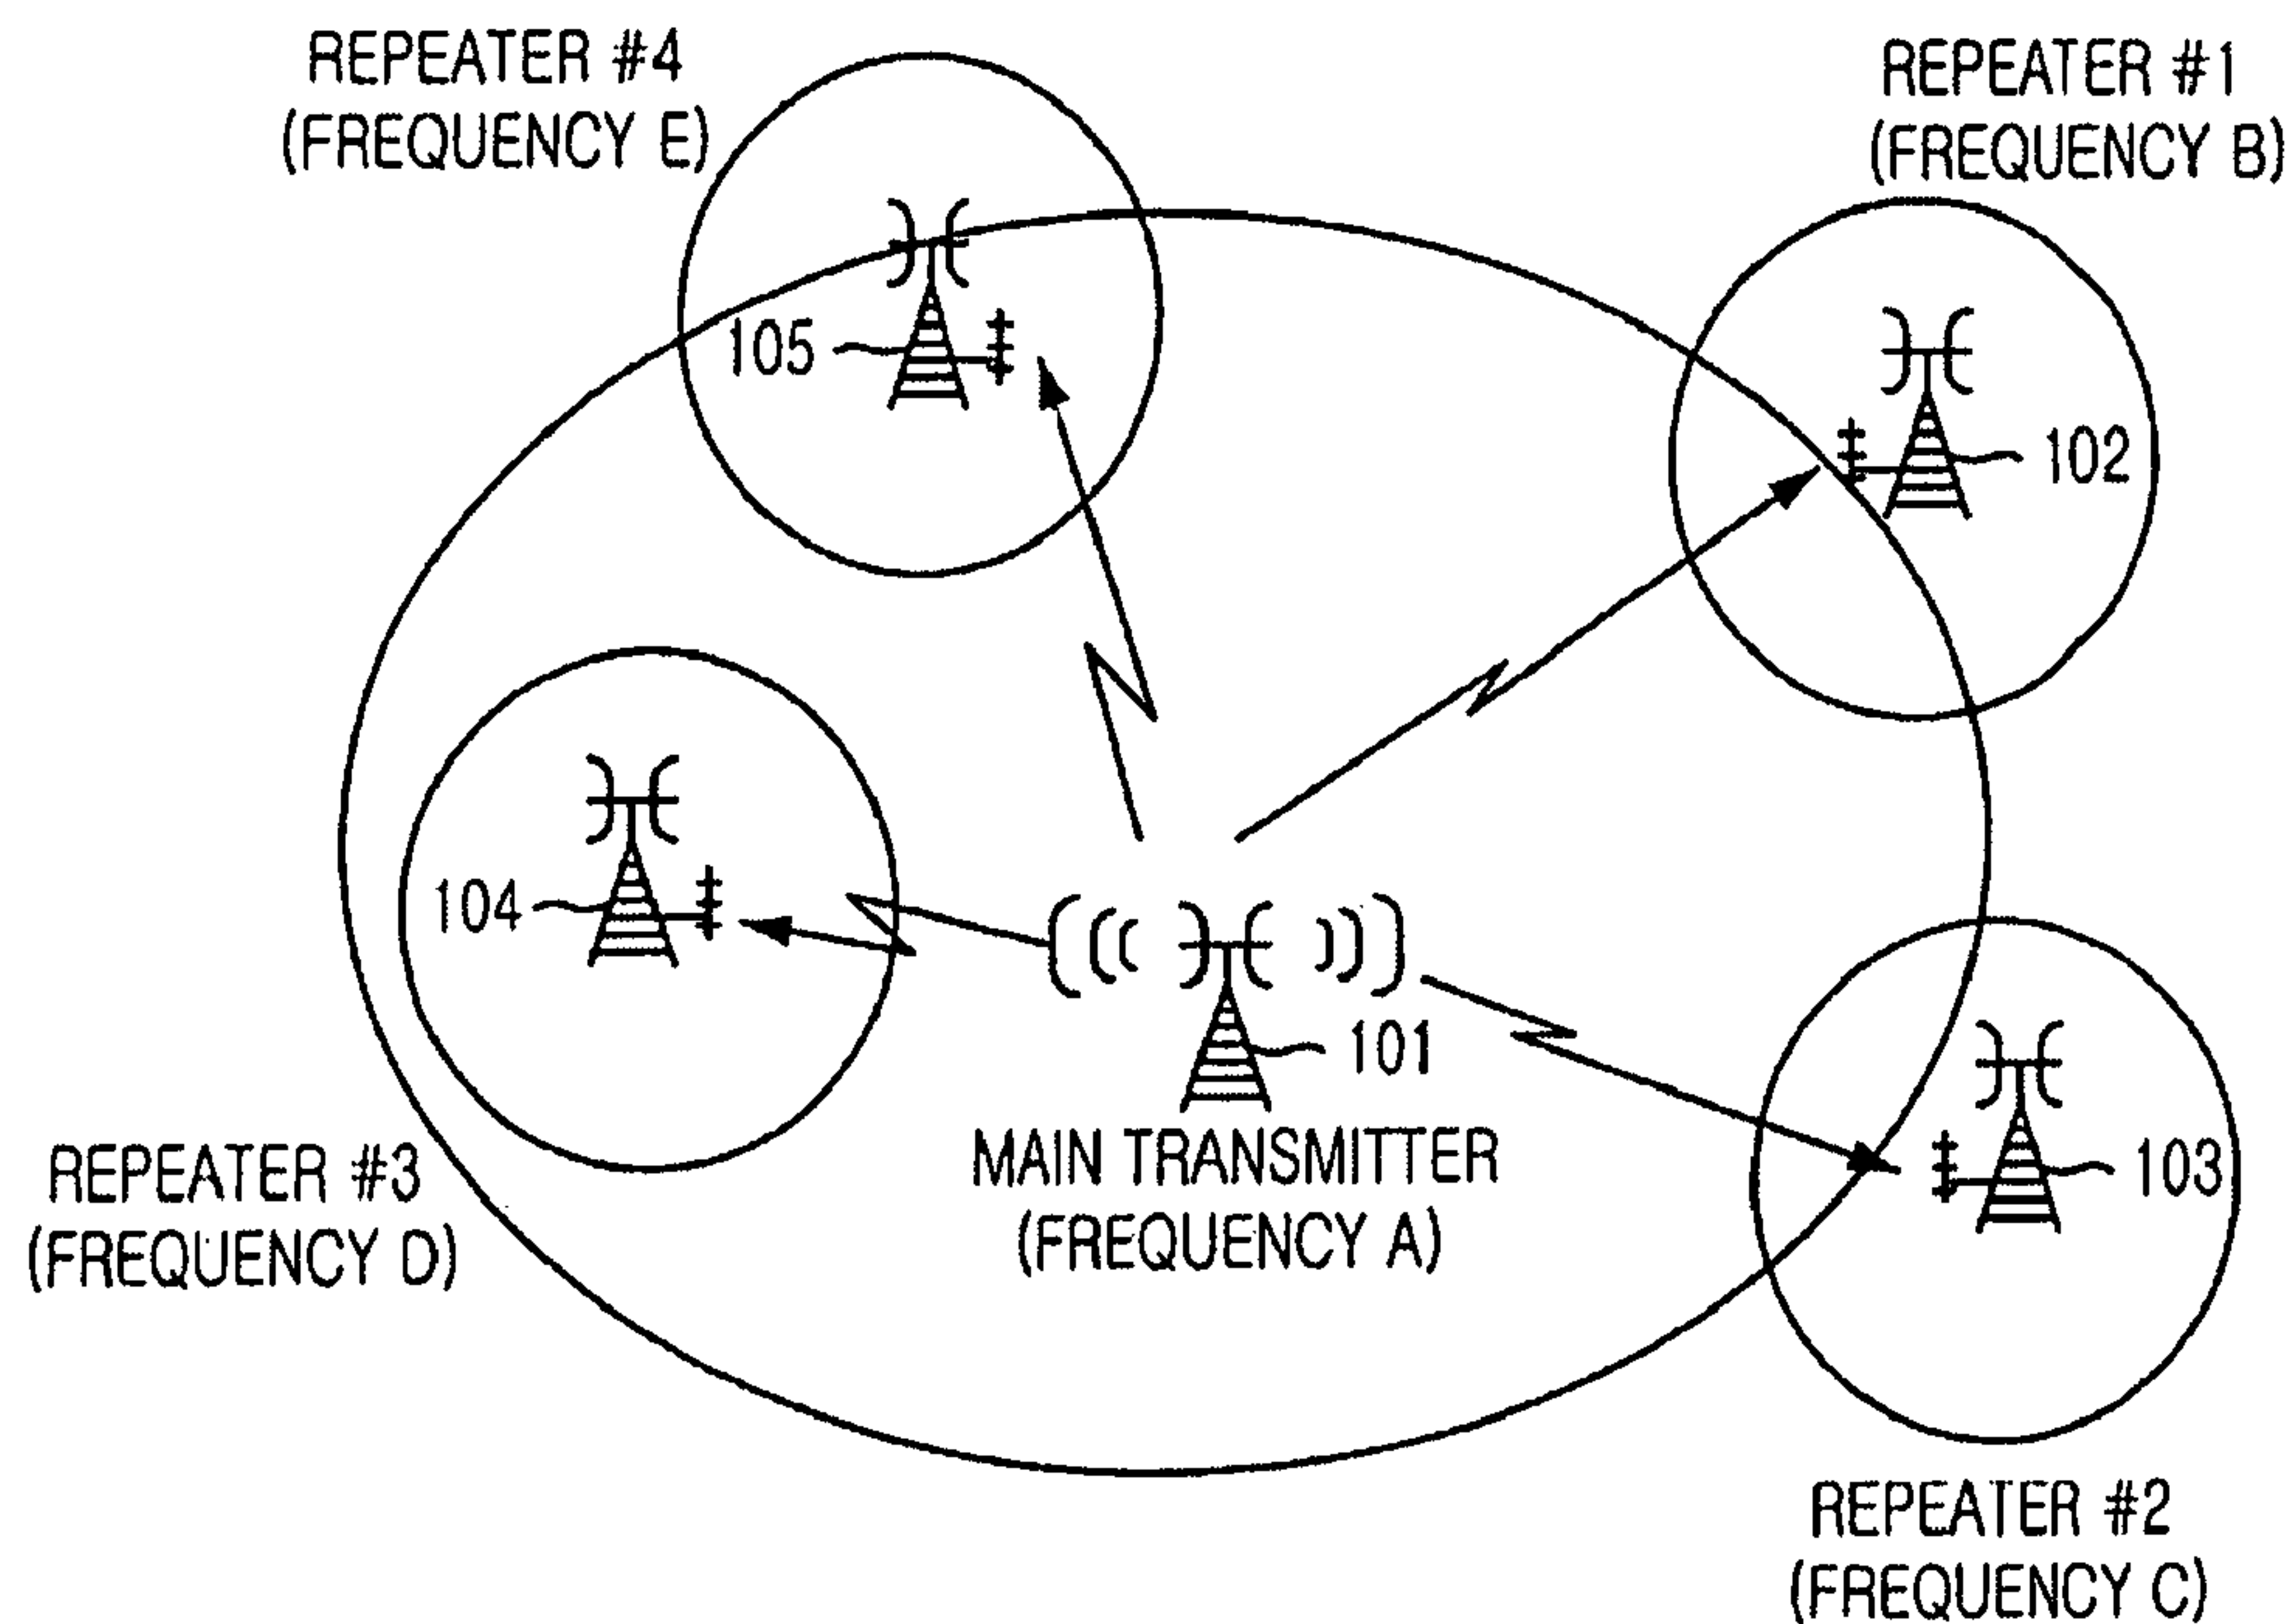 REPEATER #4
(FREQUENCY E)
REPEATER #1
(FREQUENCY B)
105
102
104
101
MAIN TRANSMITTER
(FREQUENCY A)
103
REPEATER #3
(FREQUENCY D)
REPEATER #2
(FREQUENCY C)